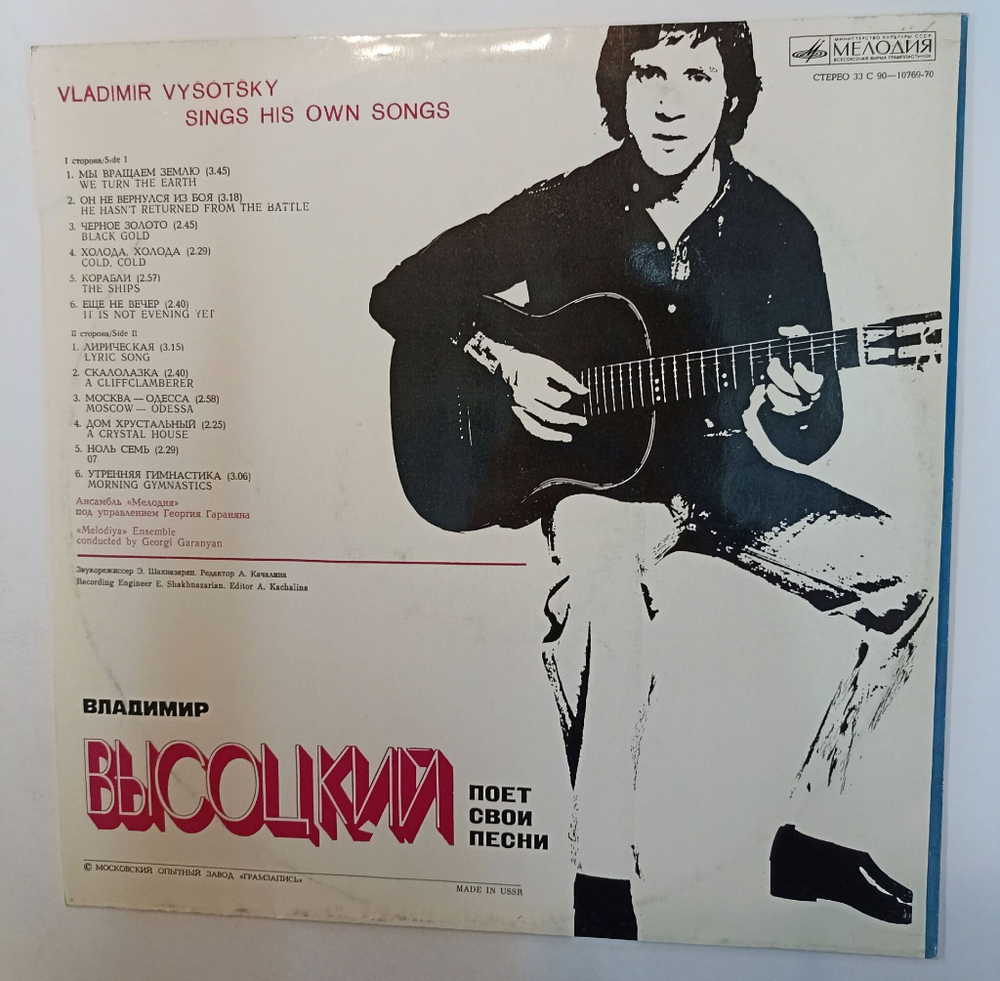 VLADIMIR VYSOTSKY
SINGS HIS OWN SONGS
МИНИСТЕРСТВО КУЛЬТУРЫ СССР
МЕЛОДИЯ
ВСЕСОЮЗНАЯ ФИРМА ГРАМПЛАСТИНОК
СТЕРЕО 33 С 90—10769-70
I сторона/Side I
1. МЫ ВРАЩАЕМ ЗЕМЛЮ (3.45)
WE TURN THE EARTH
2. ОН НЕ ВЕРНУЛСЯ ИЗ БОЯ (3.18)
HE HASN'T RETURNED FROM THE BATTLE
3. ЧЕРНОЕ ЗОЛОТО (2.45)
BLACK GOLD
4. ХОЛОДА, ХОЛОДА (2.29)
COLD, COLD
5. КОРАБЛИ (2.57)
THE SHIPS
6. ЕЩЕ НЕ ВЕЧЕР (2.40)
IT IS NOT EVENING YET
II сторона/Side II
1. ЛИРИЧЕСКАЯ (3.15)
LYRIC SONG
2. СКАЛОЛАЗКА (2.40)
A CLIFFCLAMBERER
3. МОСКВА — ОДЕССА (2.58)
MOSCOW — ODESSA
4. ДОМ ХРУСТАЛЬНЫЙ (2.25)
A CRYSTAL HOUSE
5. НОЛЬ СЕМЬ (2.29)
07
6. УТРЕННЯЯ ГИМНАСТИКА (3.06)
MORNING GYMNASTICS
Ансамбль «Мелодия»
под управлением Георгия Гараняна
«Melodiya» Ensemble
conducted by Georgi Garanyan
Звукорежиссер Э. Шахназарян. Редактор А. Качалина
Recording Engineer E. Shakhnazarian. Editor A. Kachalina
ВЛАДИМИР
ВЫСОЦКИЙ
ПОЕТ
СВОИ
ПЕСНИ
© МОСКОВСКИЙ ОПЫТНЫЙ ЗАВОД «ГРАМЗАПИСЬ»
MADE IN USSR